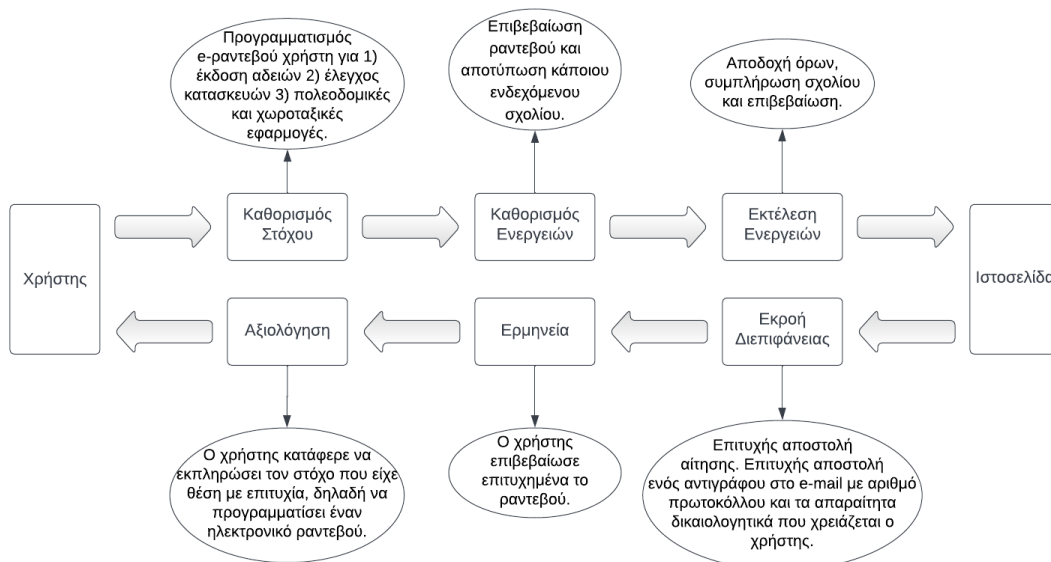 Προγραμματισμός
e-ραντεβού χρήστη για 1)
έκδοση αδειών 2) έλεγχος
κατασκευών 3) πολεοδομικές
και χωροταξικές
εφαρμογές.
Επιβεβαίωση
ραντεβού και
αποτύπωση κάποιου
ενδεχόμενου
σχολίου.
Αποδοχή όρων,
συμπλήρωση σχολίου
και επιβεβαίωση.
Χρήστης
Καθορισμός
Στόχου
Καθορισμός
Ενεργειών
Εκτέλεση
Ενεργειών
Ιστοσελίδα
Αξιολόγηση
Ερμηνεία
Εκροή
Διεπιφάνειας
Ο χρήστης κατάφερε να
εκπληρώσει τον στόχο που είχε
θέση με επιτυχία, δηλαδή να
προγραμματίσει έναν
ηλεκτρονικό ραντεβού.
Ο χρήστης
επιβεβαίωσε
επιτυχημένα το
ραντεβού.
Επιτυχής αποστολή
αίτησης. Επιτυχής αποστολή
ενός αντιγράφου στο e-mail με αριθμό
πρωτοκόλλου και τα απαραίτητα
δικαιολογητικά που χρειάζεται ο
χρήστης.